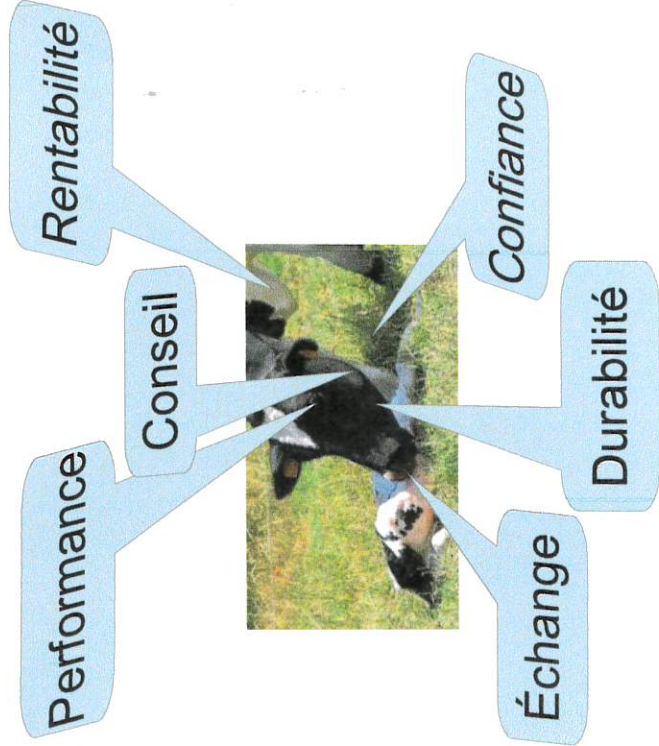 Performance
Rentabilité
Conseil
Échange
Confiance
Durabilité